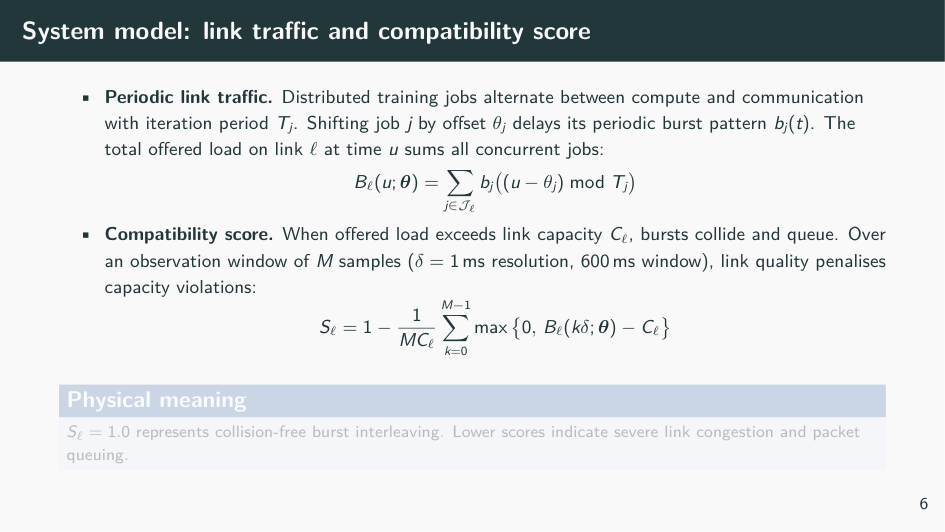 System model: link traffic and compatibility score
▪ Periodic link traffic. Distributed training jobs alternate between compute and communication
with iteration period T_j. Shifting job j by offset θ_j delays its periodic burst pattern b_j(t). The
total offered load on link ℓ at time u sums all concurrent jobs:
B_ℓ(u; θ) = ∑_{j∈𝒥_ℓ} b_j((u − θ_j) mod T_j)
▪ Compatibility score. When offered load exceeds link capacity C_ℓ, bursts collide and queue. Over
an observation window of M samples (δ = 1 ms resolution, 600 ms window), link quality penalises
capacity violations:
S_ℓ = 1 − \frac{1}{MC_ℓ} ∑_{k=0}^{M−1} max {0, B_ℓ(kδ; θ) − C_ℓ}
Physical meaning
S_ℓ = 1.0 represents collision-free burst interleaving. Lower scores indicate severe link congestion and packet
queuing.
6